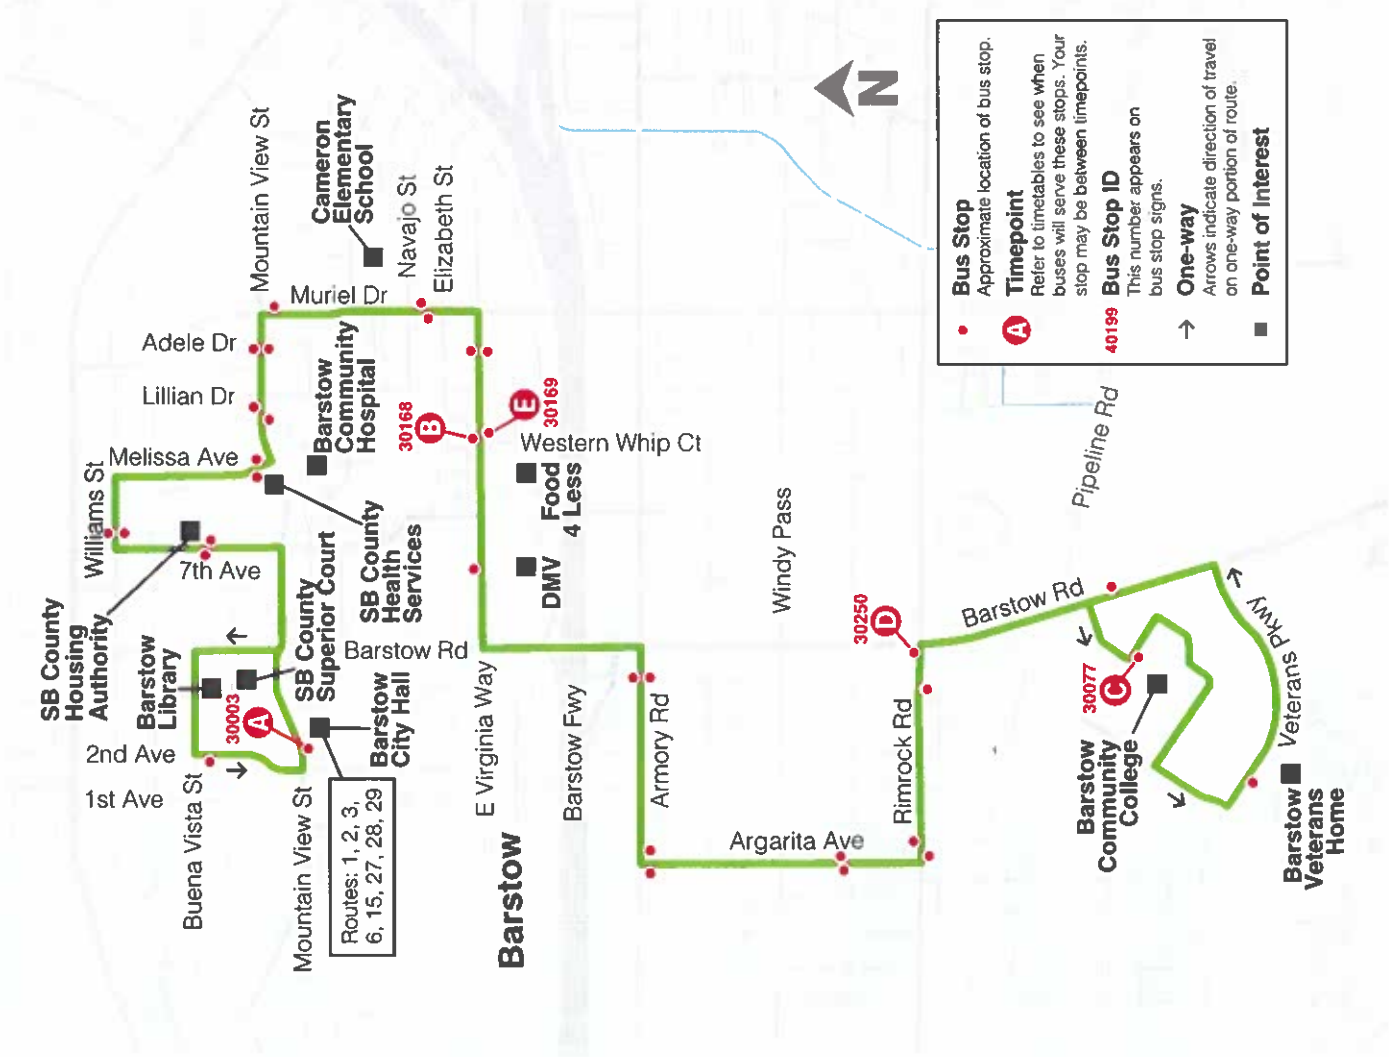 Mountain View St
Cameron
Elementary
School
Navajo St
Elizabeth St
Muriel Dr
Adele Dr
Lillian Dr
Barstow
Community
Hospital
30168
B
E
30169
Western Whip Ct
Melissa Ave
Williams St
Food
4 Less
DMV
SB County
Health
Services
7th Ave
SB County
Housing
Authority
SB County
Superior Court
Barstow
Library
Barstow Rd
30003
A
Barstow
City Hall
2nd Ave
1st Ave
Buena Vista St
Mountain View St
Routes: 1, 2, 3,
6, 15, 27, 28, 29
E Virginia Way
Barstow Fwy
Armory Rd
Barstow
Argarita Ave
Windy Pass
Rimrock Rd
30250
D
Barstow Rd
Pipeline Rd
30077
C
Barstow
Community
College
Veterans Pkwy
Barstow
Veterans
Home
N
Bus Stop
Approximate location of bus stop.
A
Timepoint
Refer to timetables to see when
buses will serve these stops. Your
stop may be between timepoints.
40199 Bus Stop ID
This number appears on
bus stop signs.
One-way
Arrows indicate direction of travel
on one-way portion of route.
Point of Interest